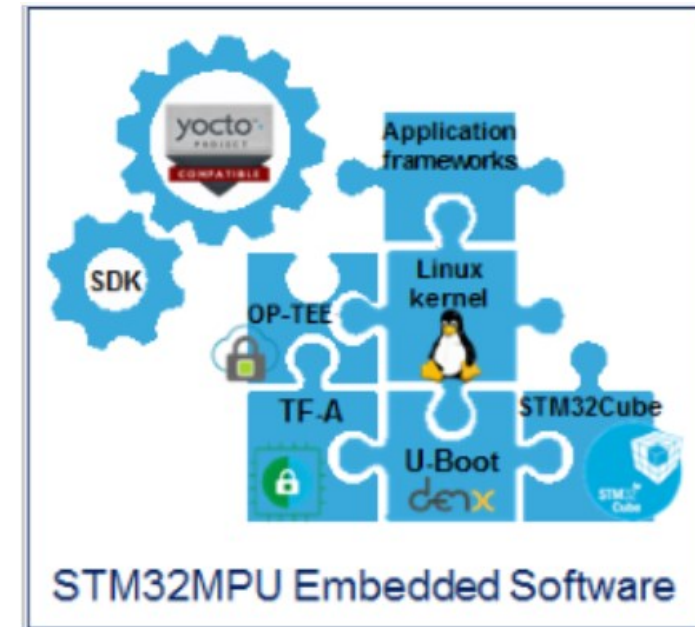 yocto
PROJECT
COMPATIBLE
Application
frameworks
SDK
Linux
kernel
OP-TEE
TF-A
STM32Cube
U-Boot
denx
STM32
Cube
STM32MPU Embedded Software